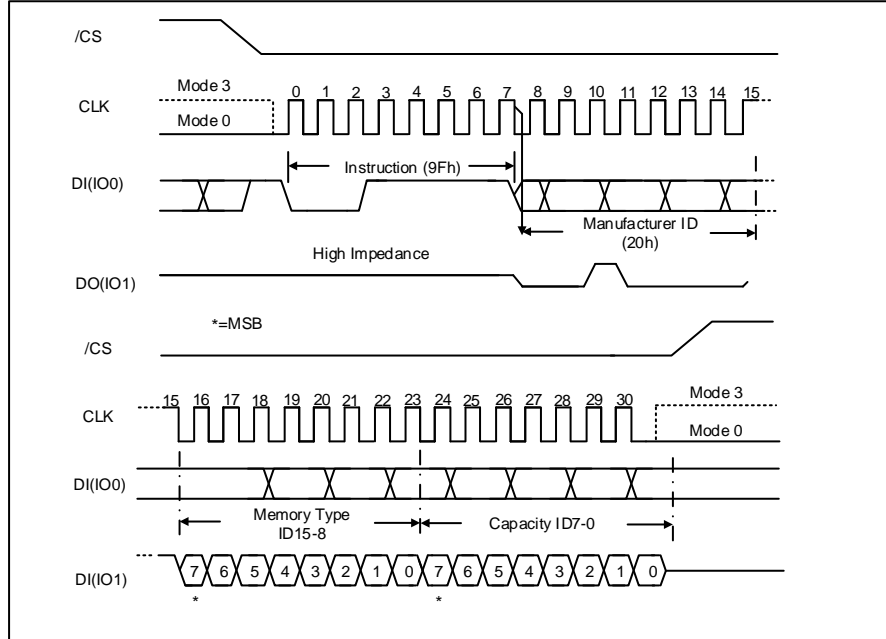 /CS
Mode 3
0 1 2 3 4 5 6 7 8 9 10 11 12 13 14 15
CLK
Mode 0
Instruction (9Fh)
DI(IO0)
Manufacturer ID
(20h)
High Impedance
DO(IO1)
*=MSB
/CS
15 16 17 18 19 20 21 22 23 24 25 26 27 28 29 30
Mode 3
CLK
Mode 0
DI(IO0)
Memory Type
ID15-8
Capacity ID7-0
DI(IO1)
7 6 5 4 3 2 1 0 7 6 5 4 3 2 1 0
* *